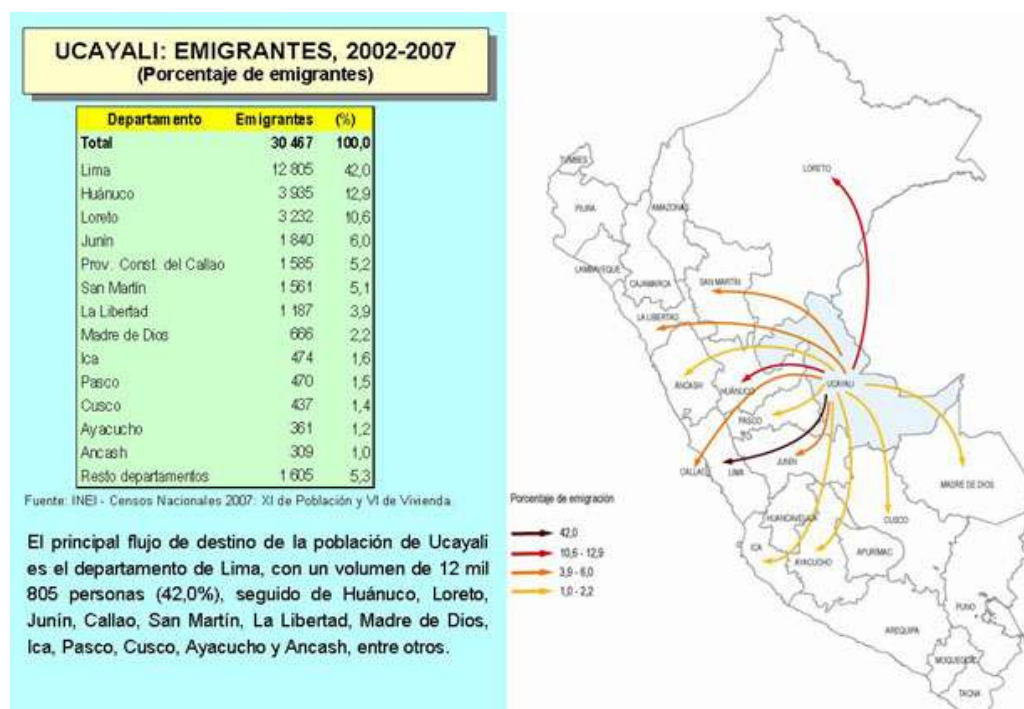 UCAYALI: EMIGRANTES, 2002-2007
(Porcentaje de emigrantes)
Departamento Emigrantes (%)
Total 30 467 100,0
Lima 12 805 42,0
Huánuco 3 935 12,9
Loreto 3 232 10,6
Junín 1 840 6,0
Prov. Const. del Callao 1 585 5,2
San Martín 1 561 5,1
La Libertad 1 187 3,9
Madre de Dios 666 2,2
Ica 474 1,6
Pasco 470 1,5
Cusco 437 1,4
Ayacucho 361 1,2
Ancash 309 1,0
Resto departamentos 1 605 5,3
Fuente: INEI - Censos Nacionales 2007: XI de Población y VI de Vivienda.
El principal flujo de destino de la población de Ucayali
es el departamento de Lima, con un volumen de 12 mil
805 personas (42,0%), seguido de Huánuco, Loreto,
Junín, Callao, San Martín, La Libertad, Madre de Dios,
Ica, Pasco, Cusco, Ayacucho y Ancash, entre otros.
TUMBES
LORETO
PIURA
AMAZONAS
LAMBAYEQUE
CAJAMARCA
SAN MARTÍN
LA LIBERTAD
ANCASH
HUÁNUCO
UCAYALI
PASCO
CALLAO
LIMA
JUNÍN
MADRE DE DIOS
HUANCAVELICA
CUSCO
ICA
AYACUCHO
APURIMAC
PUNO
AREQUIPA
MOQUEGUA
TACNA
Porcentaje de emigración
42,0
10,6 - 12,9
3,9 - 6,0
1,0 - 2,2